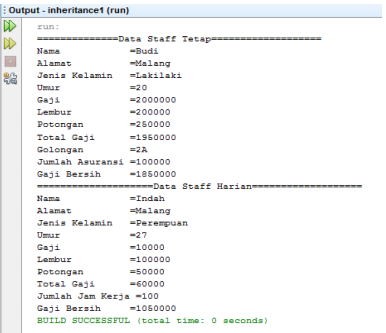 Output - inheritance1 (run)
run:
==============Data Staff Tetap===================
Nama =Budi
Alamat =Malang
Jenis Kelamin =Lakilaki
Umur =20
Gaji =2000000
Lembur =200000
Potongan =250000
Total Gaji =1950000
Golongan =2A
Jumlah Asuransi =100000
Gaji Bersih =1850000
====================Data Staff Harian===================
Nama =Indah
Alamat =Malang
Jenis Kelamin =Perempuan
Umur =27
Gaji =10000
Lembur =100000
Potongan =50000
Total Gaji =60000
Jumlah Jam Kerja =100
Gaji Bersih =1050000
BUILD SUCCESSFUL (total time: 0 seconds)